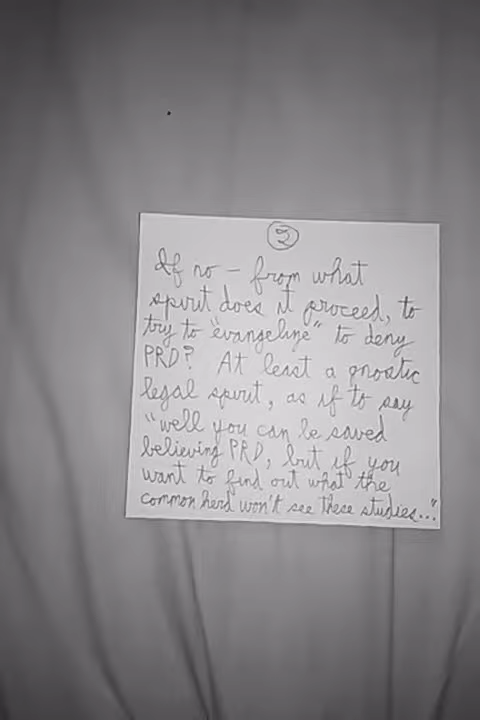 2
If no — from what
spirit does it proceed, to
try to "evangelize" to deny
PRD? At least a gnostic
legal spirit, as if to say
"well you can be saved
believing PRD, but if you
want to find out what the
common herd won't see these studies..."